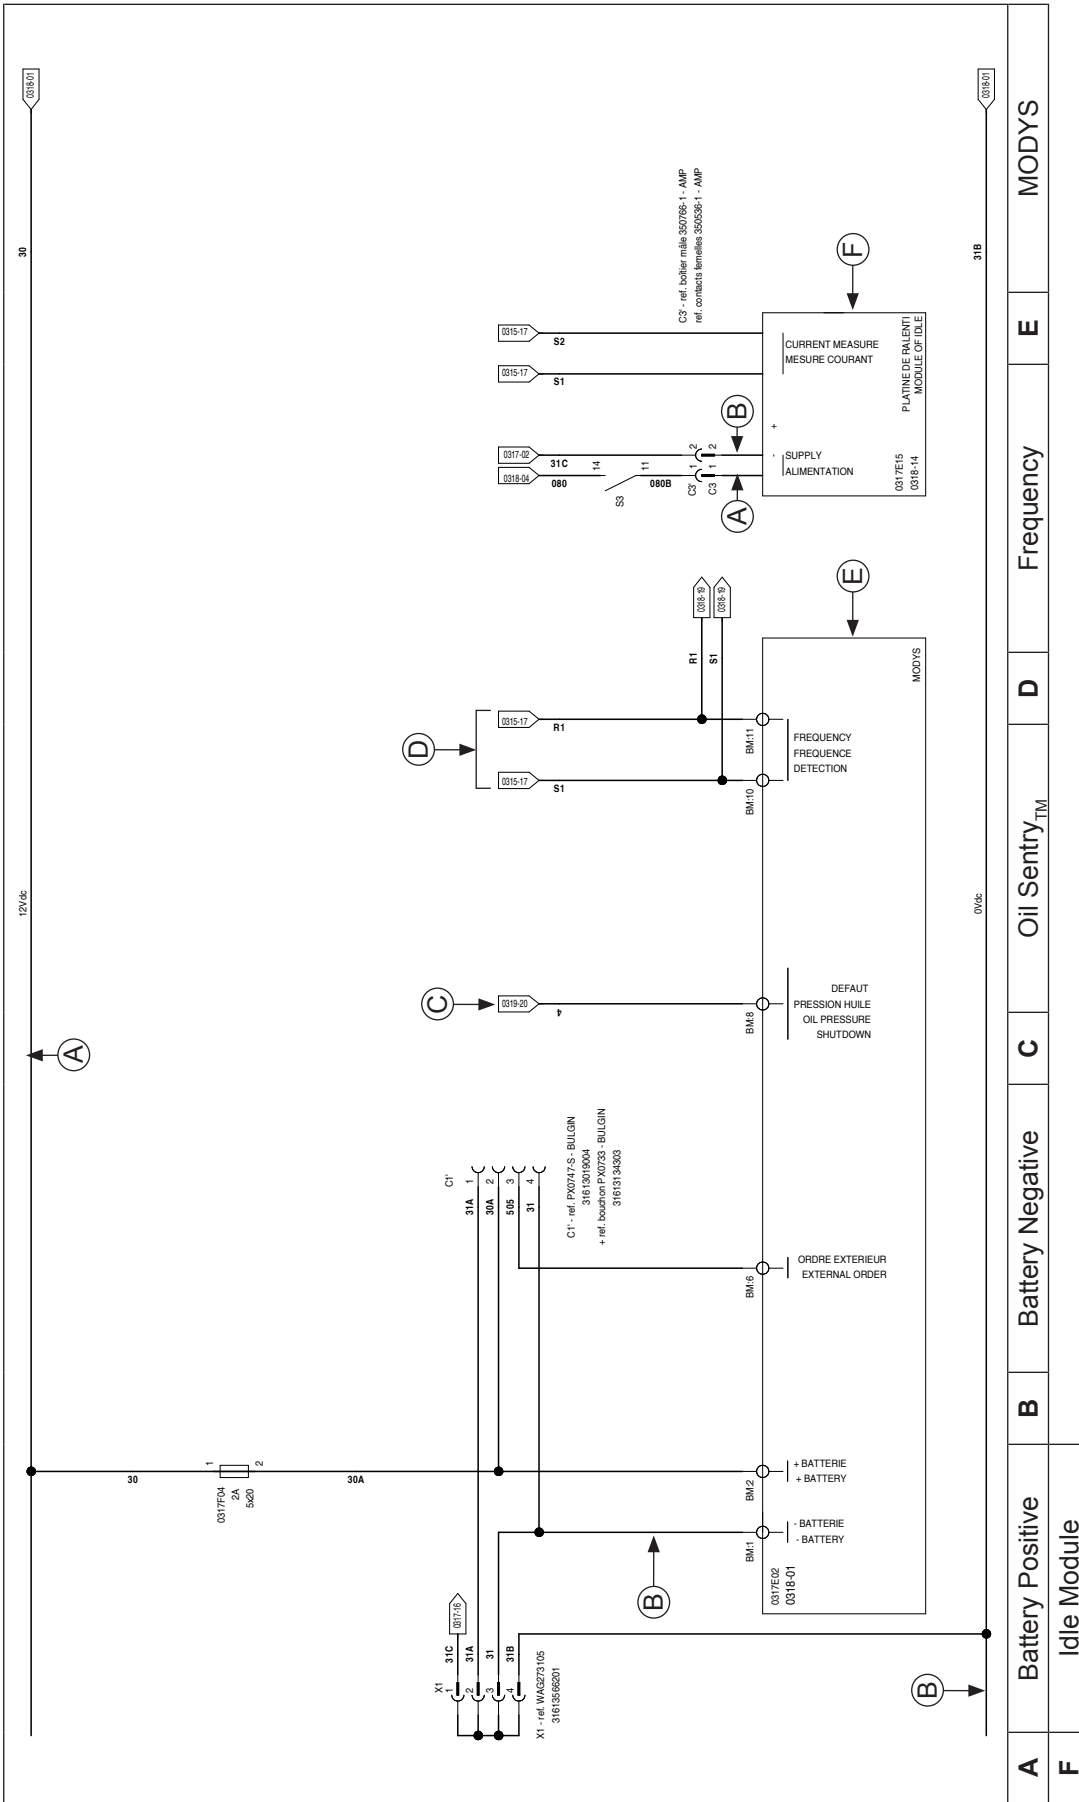 30
12Vdc
0318-01
A
30
1
2
0317F04
2A
5x20
30A
X1
1
2
3
4
31C
31A
31
31B
0317-16
X1 - ref. WAG273105
31613566201
C1'
1
2
3
4
31A
30A
505
31
C1' - ref. PX0747-S - BULGIN
31613019004
+ ref. bouchon PX0733 - BULGIN
31613134303
C
0319-20
4
D
0315-17
S1
0315-17
R1
R1
S1
0318-19
0318-19
0318-04
080
0317-02
31C
14
11
S3
080B
C3'
1
2
C3
1
2
A
B
0315-17
S1
0315-17
S2
C3' - ref. boîtier mâle 350766-1 - AMP
ref. contacts femelles 350536-1 - AMP
B
BM:1
BM:2
BM:6
BM:8
BM:10
BM:11
0317E02
0318-01
- BATTERIE
- BATTERY
+ BATTERIE
+ BATTERY
ORDRE EXTERIEUR
EXTERNAL ORDER
DEFAUT
PRESSION HUILE
OIL PRESSURE
SHUTDOWN
FREQUENCY
FREQUENCE
DETECTION
MODYS
E
- +
SUPPLY
ALIMENTATION
CURRENT MEASURE
MESURE COURANT
0317E15
0318-14
PLATINE DE RALENTI
MODULE OF IDLE
F
B
0Vdc
31B
0318-01
A Battery Positive B Battery Negative C Oil Sentry™ D Frequency E MODYS
F Idle Module